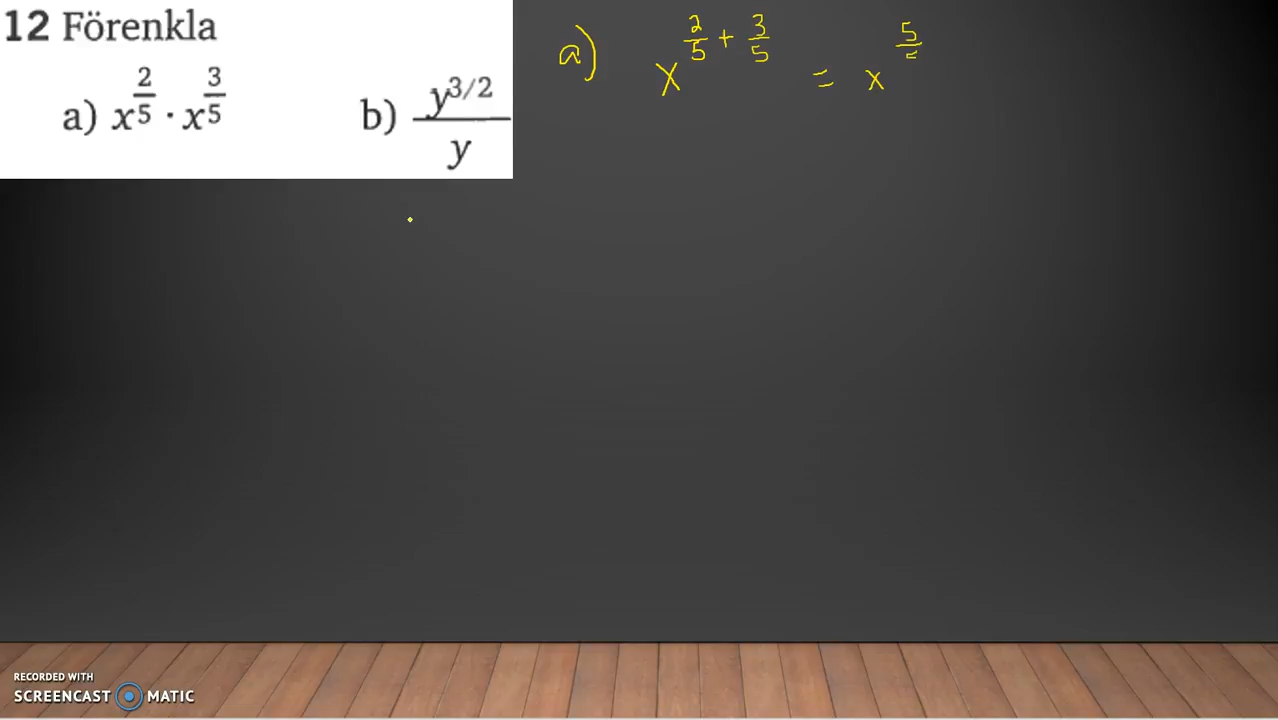 12 Förenkla
a) x^{2/5} · x^{3/5}
b) y^{3/2} / y
a) x^{2/5 + 3/5} = x^{5/5}
RECORDED WITH
SCREENCAST MATIC